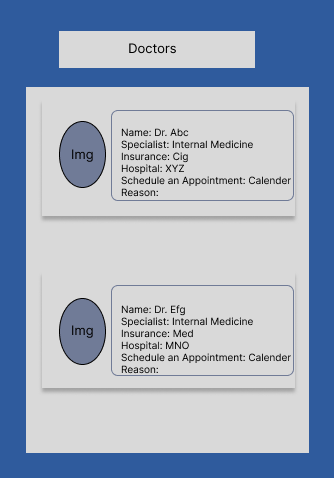 Doctors
Img
Name: Dr. Abc
Specialist: Internal Medicine
Insurance: Cig
Hospital: XYZ
Schedule an Appointment: Calender
Reason:
Img
Name: Dr. Efg
Specialist: Internal Medicine
Insurance: Med
Hospital: MNO
Schedule an Appointment: Calender
Reason: